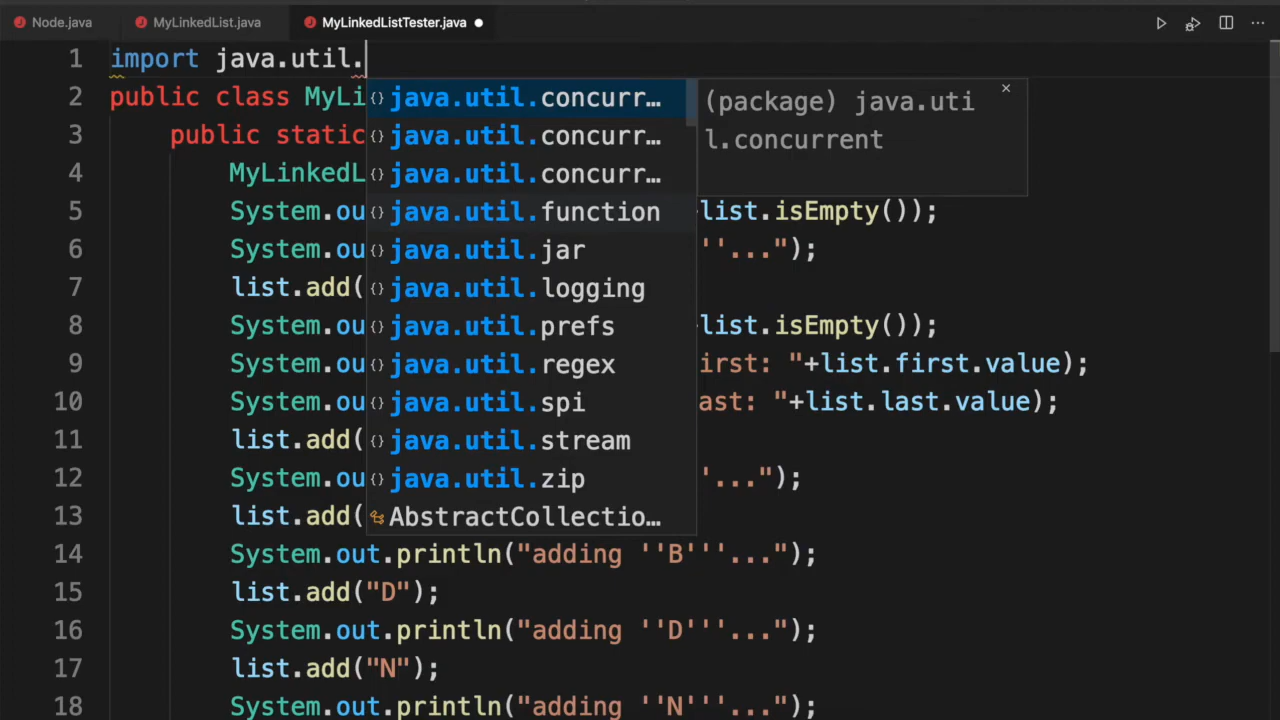 Node.java MyLinkedList.java MyLinkedListTester.java
1 import java.util.
2 public class MyLi
3 public static
4 MyLinkedL
5 System.ou list.isEmpty());
6 System.ou ''...");
7 list.add(
8 System.ou list.isEmpty());
9 System.ou irst: "+list.first.value);
10 System.ou ast: "+list.last.value);
11 list.add(
12 System.ou '...");
13 list.add(
14 System.out.println("adding ''B'''...");
15 list.add("D");
16 System.out.println("adding ''D'''...");
17 list.add("N");
18 System.out.println("adding ''N'''...");
{} java.util.concurr…
{} java.util.concurr…
{} java.util.concurr…
{} java.util.function
{} java.util.jar
{} java.util.logging
{} java.util.prefs
{} java.util.regex
{} java.util.spi
{} java.util.stream
{} java.util.zip
AbstractCollectio…
(package) java.uti
l.concurrent